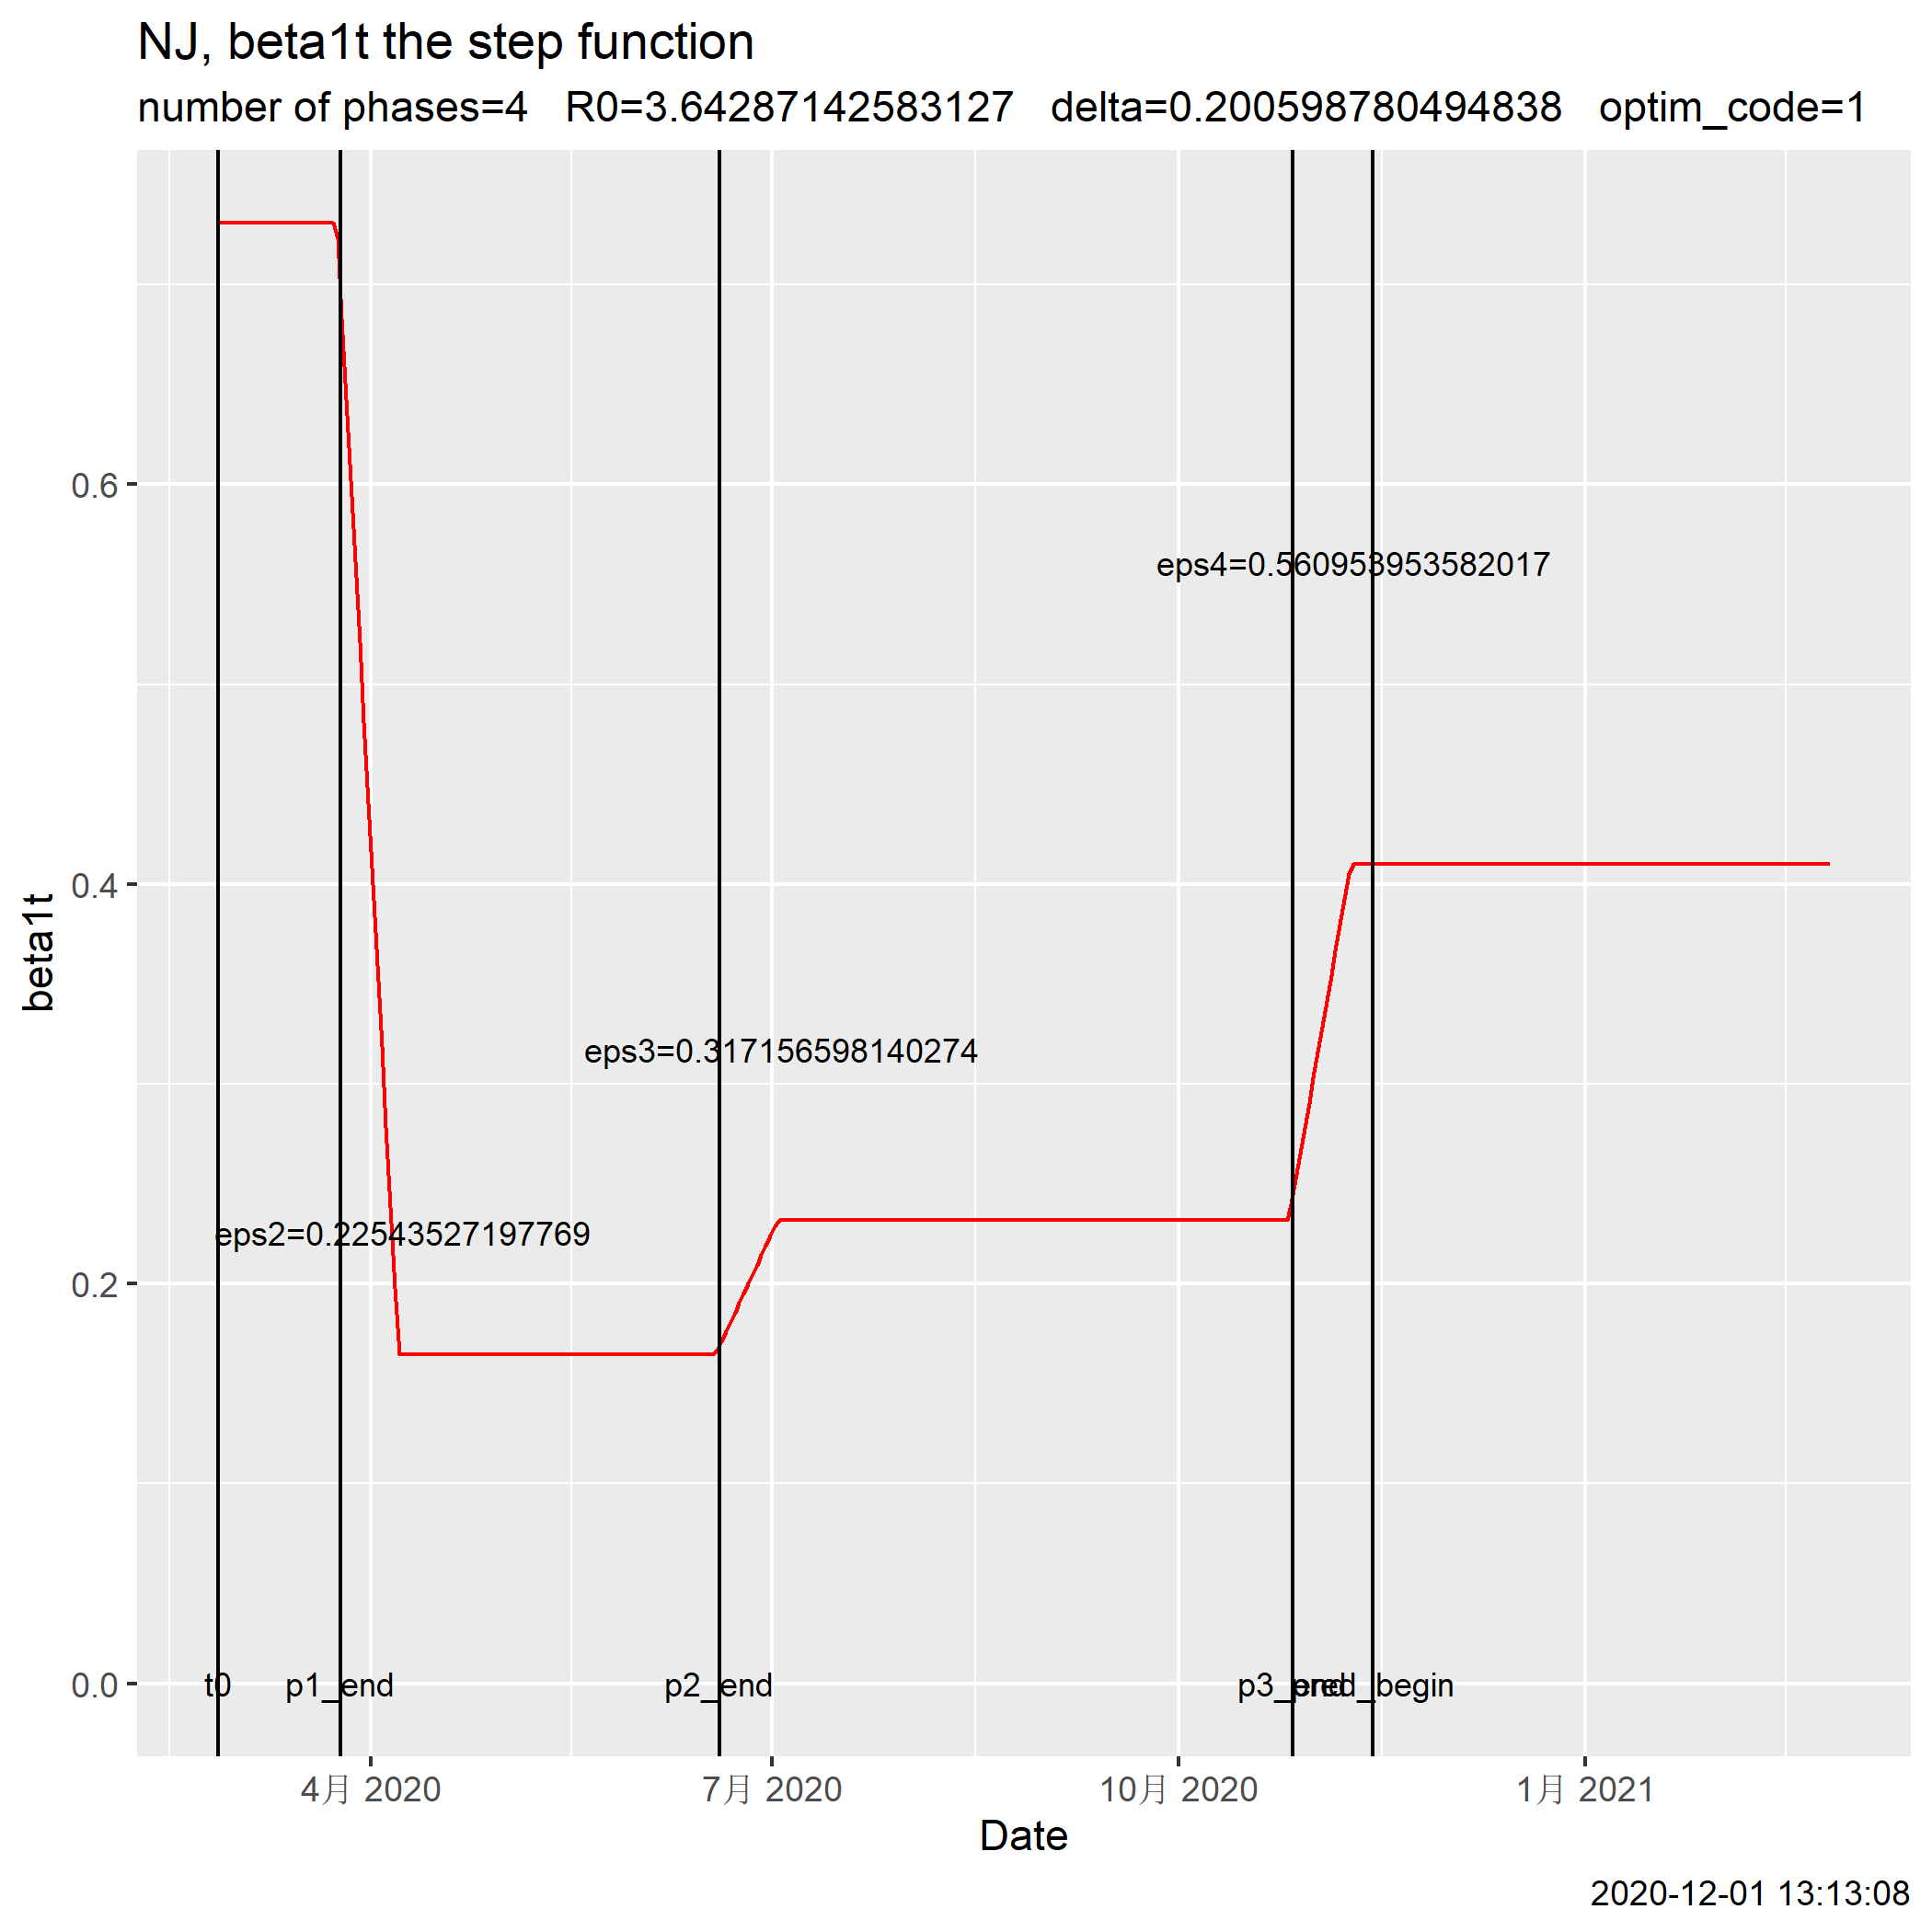 NJ, beta1t the step function
number of phases=4   R0=3.64287142583127   delta=0.200598780494838   optim_code=1
beta1t
0.6
0.4
0.2
0.0
eps4=0.560953953582017
eps3=0.317156598140274
eps2=0.22543527197769
t0
p1_end
p2_end
p3_end
pred_begin
4月 2020
7月 2020
10月 2020
1月 2021
Date
2020-12-01 13:13:08